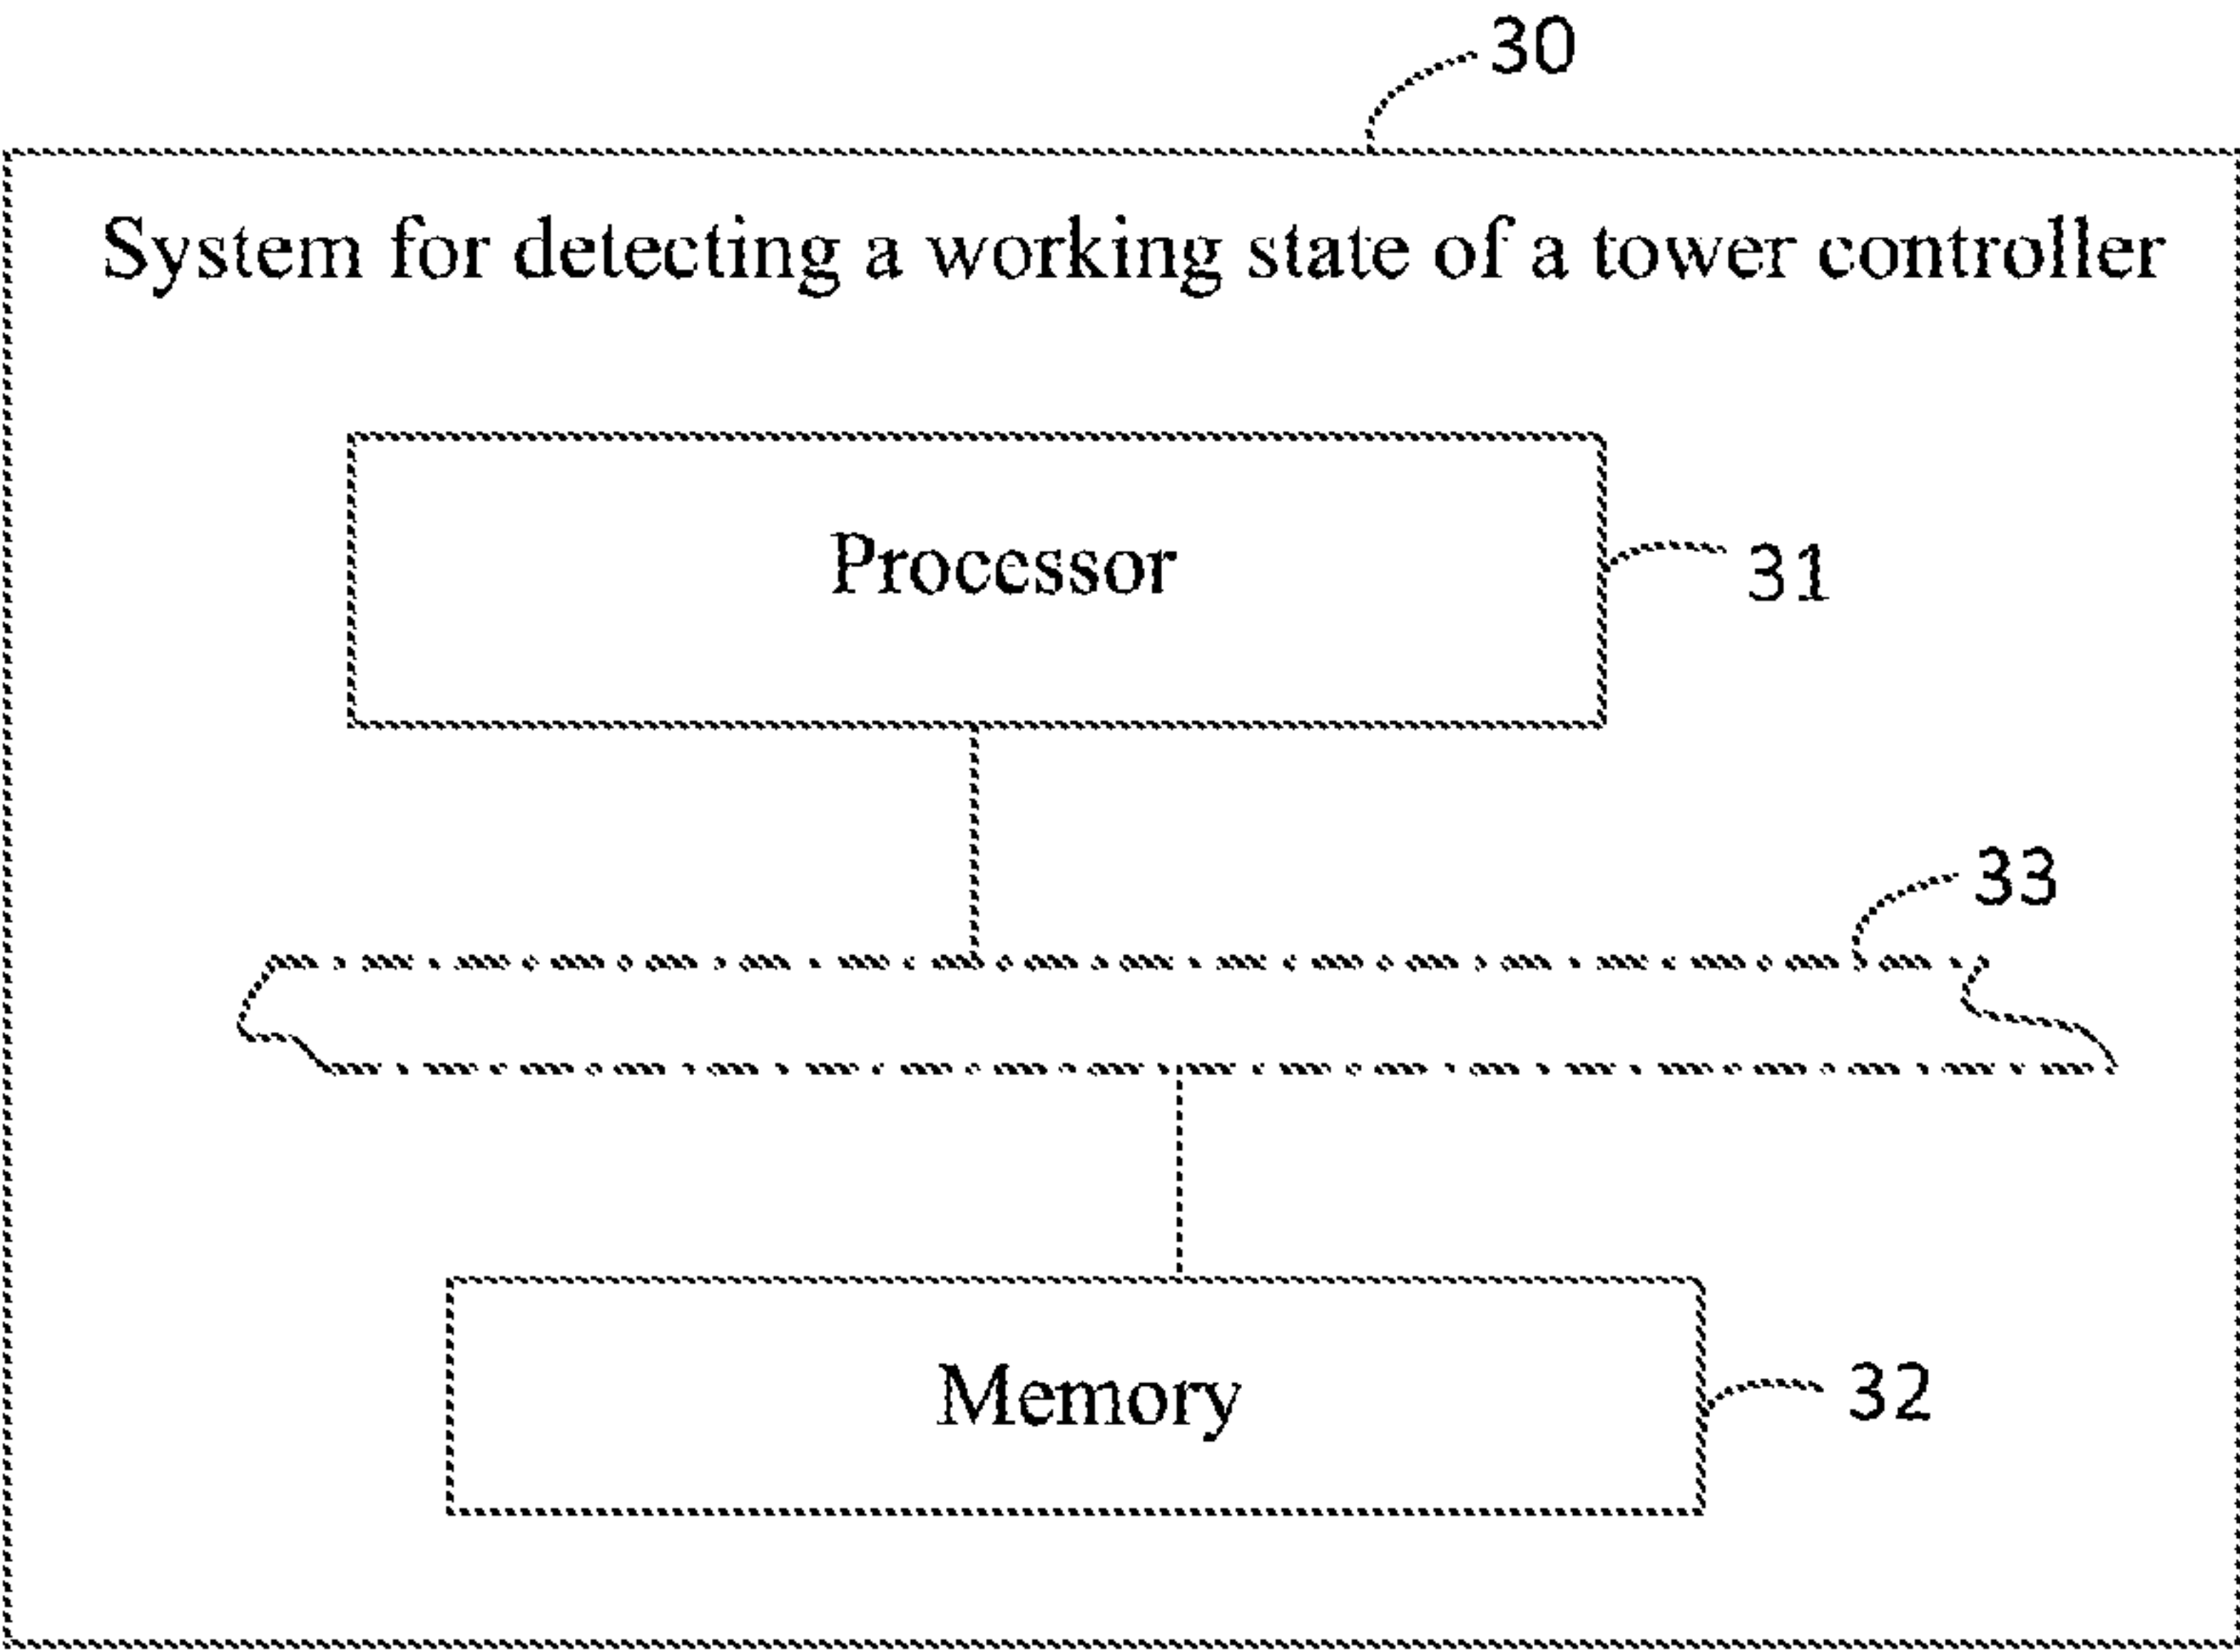 30
System for detecting a working state of a tower controller
Processor
31
33
Memory
32